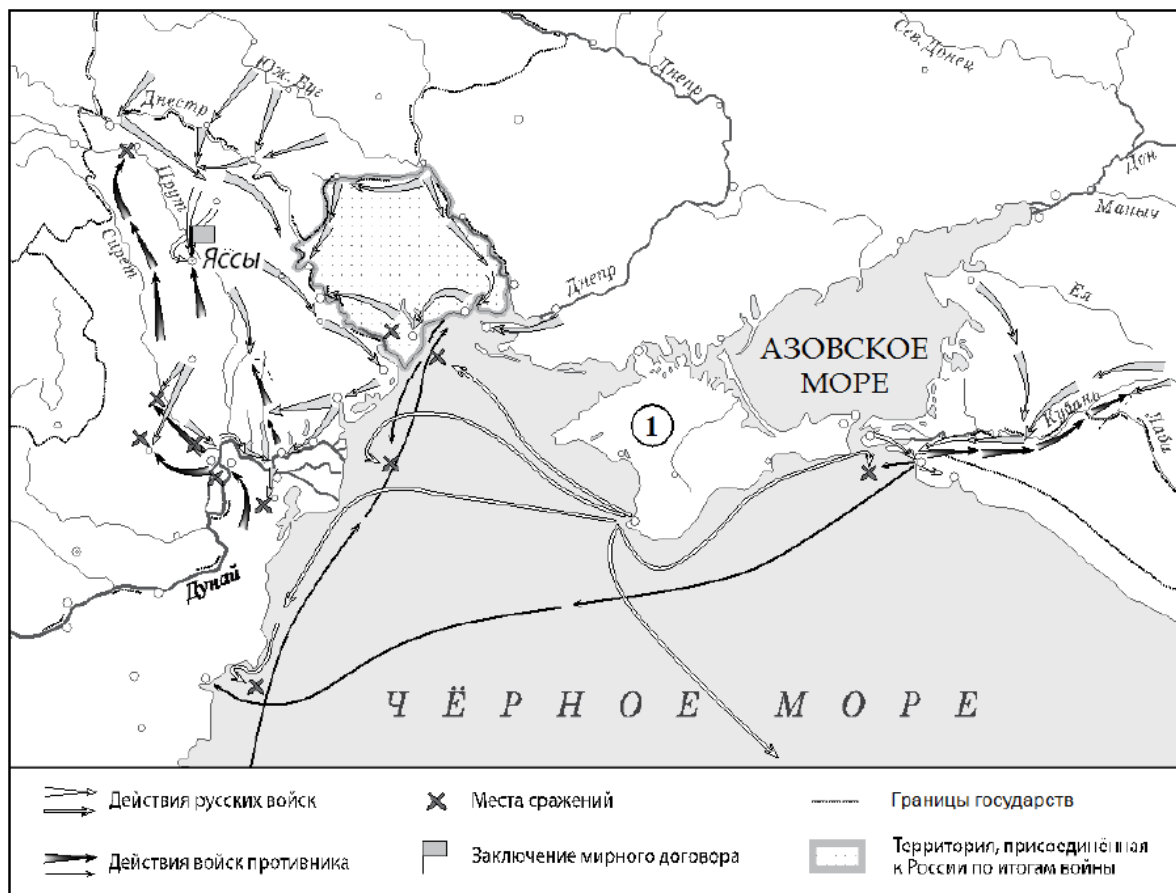 Сев. Донец
Юж. Буг
Днепр
Днестр
Дон
Прут
Маныч
Сирет
Яссы
Днепр
Ея
АЗОВСКОЕ
МОРЕ
1
Кубань
Лаба
Дунай
ЧЁРНОЕ МОРЕ
Действия русских войск
Места сражений
Границы государств
Действия войск противника
Заключение мирного договора
Территория, присоединённая
к России по итогам войны